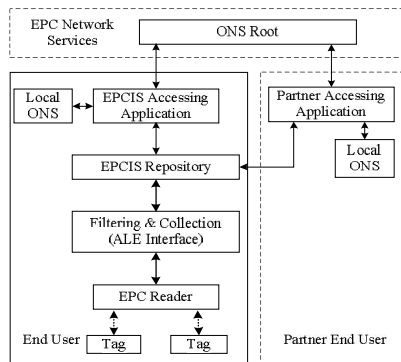 EPC Network
Services
ONS Root
Local
ONS
EPCIS Accessing
Application
Partner Accessing
Application
Local
ONS
EPCIS Repository
Filtering & Collection
(ALE Interface)
EPC Reader
End User
Tag
Tag
Partner End User